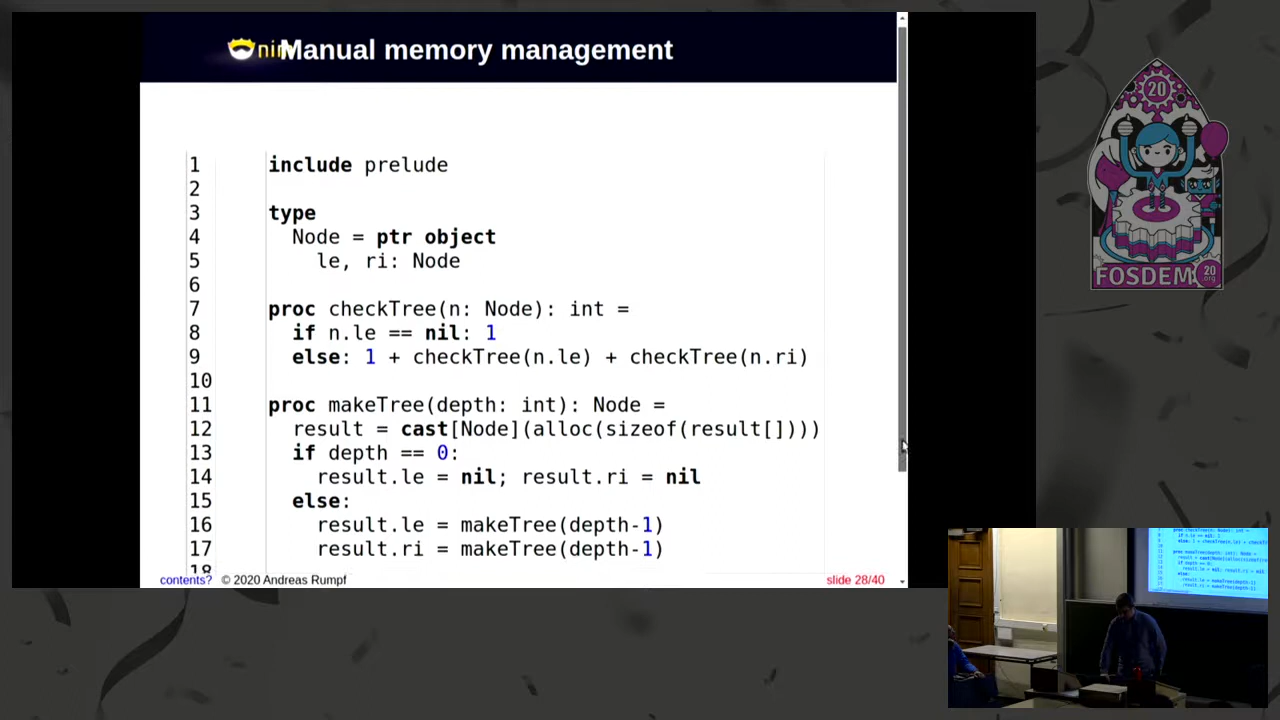 nim
Manual memory management
1 include prelude
2
3 type
4   Node = ptr object
5     le, ri: Node
6
7 proc checkTree(n: Node): int =
8   if n.le == nil: 1
9   else: 1 + checkTree(n.le) + checkTree(n.ri)
10
11 proc makeTree(depth: int): Node =
12   result = cast[Node](alloc(sizeof(result[])))
13   if depth == 0:
14     result.le = nil; result.ri = nil
15   else:
16     result.le = makeTree(depth-1)
17     result.ri = makeTree(depth-1)
18
contents? © 2020 Andreas Rumpf slide 28/40
20
FOSDEM 20
.org